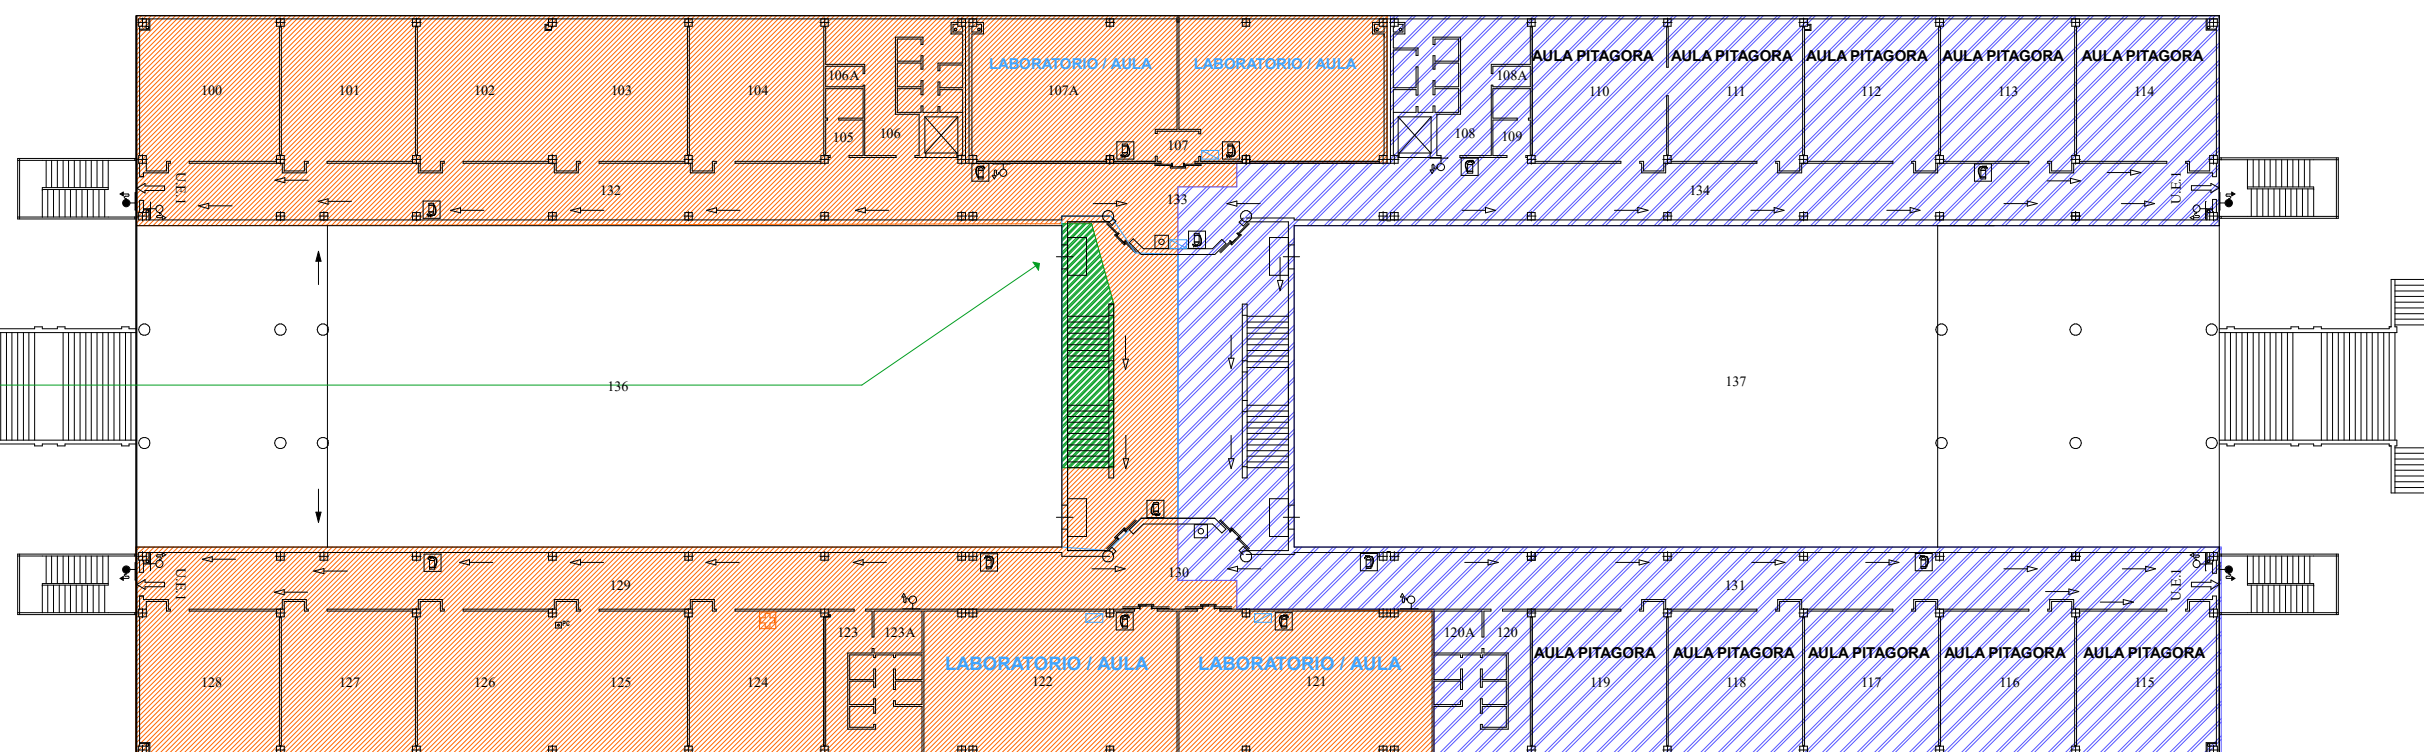 LABORATORIO / AULA
LABORATORIO / AULA
AULA PITAGORA
AULA PITAGORA
AULA PITAGORA
AULA PITAGORA
AULA PITAGORA
100
101
102
103
104
106A
105
106
107A
107
108
108A
109
110
111
112
113
114
U.E.1
132
133
134
U.E.1
136
137
U.E.1
129
130
131
U.E.1
PC
123
123A
120A
120
LABORATORIO / AULA
LABORATORIO / AULA
AULA PITAGORA
AULA PITAGORA
AULA PITAGORA
AULA PITAGORA
AULA PITAGORA
128
127
126
125
124
122
121
119
118
117
116
115